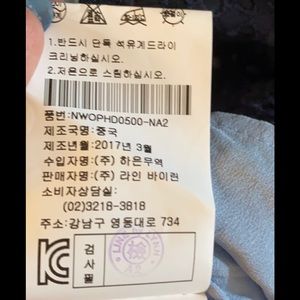 1.반드시 단독 석유계드라이
크리닝하십시오.
2.저온으로 스팀하십시오.
품번:NWOPHD0500-NA2
제조국명:중국
제조년월:2017년 3월
수입자명(주) 하은무역
판매자명(주) 라인 바이린
소비자상담실:
(02)3218-3818
주소:강남구 영동대로 734
검
사
필